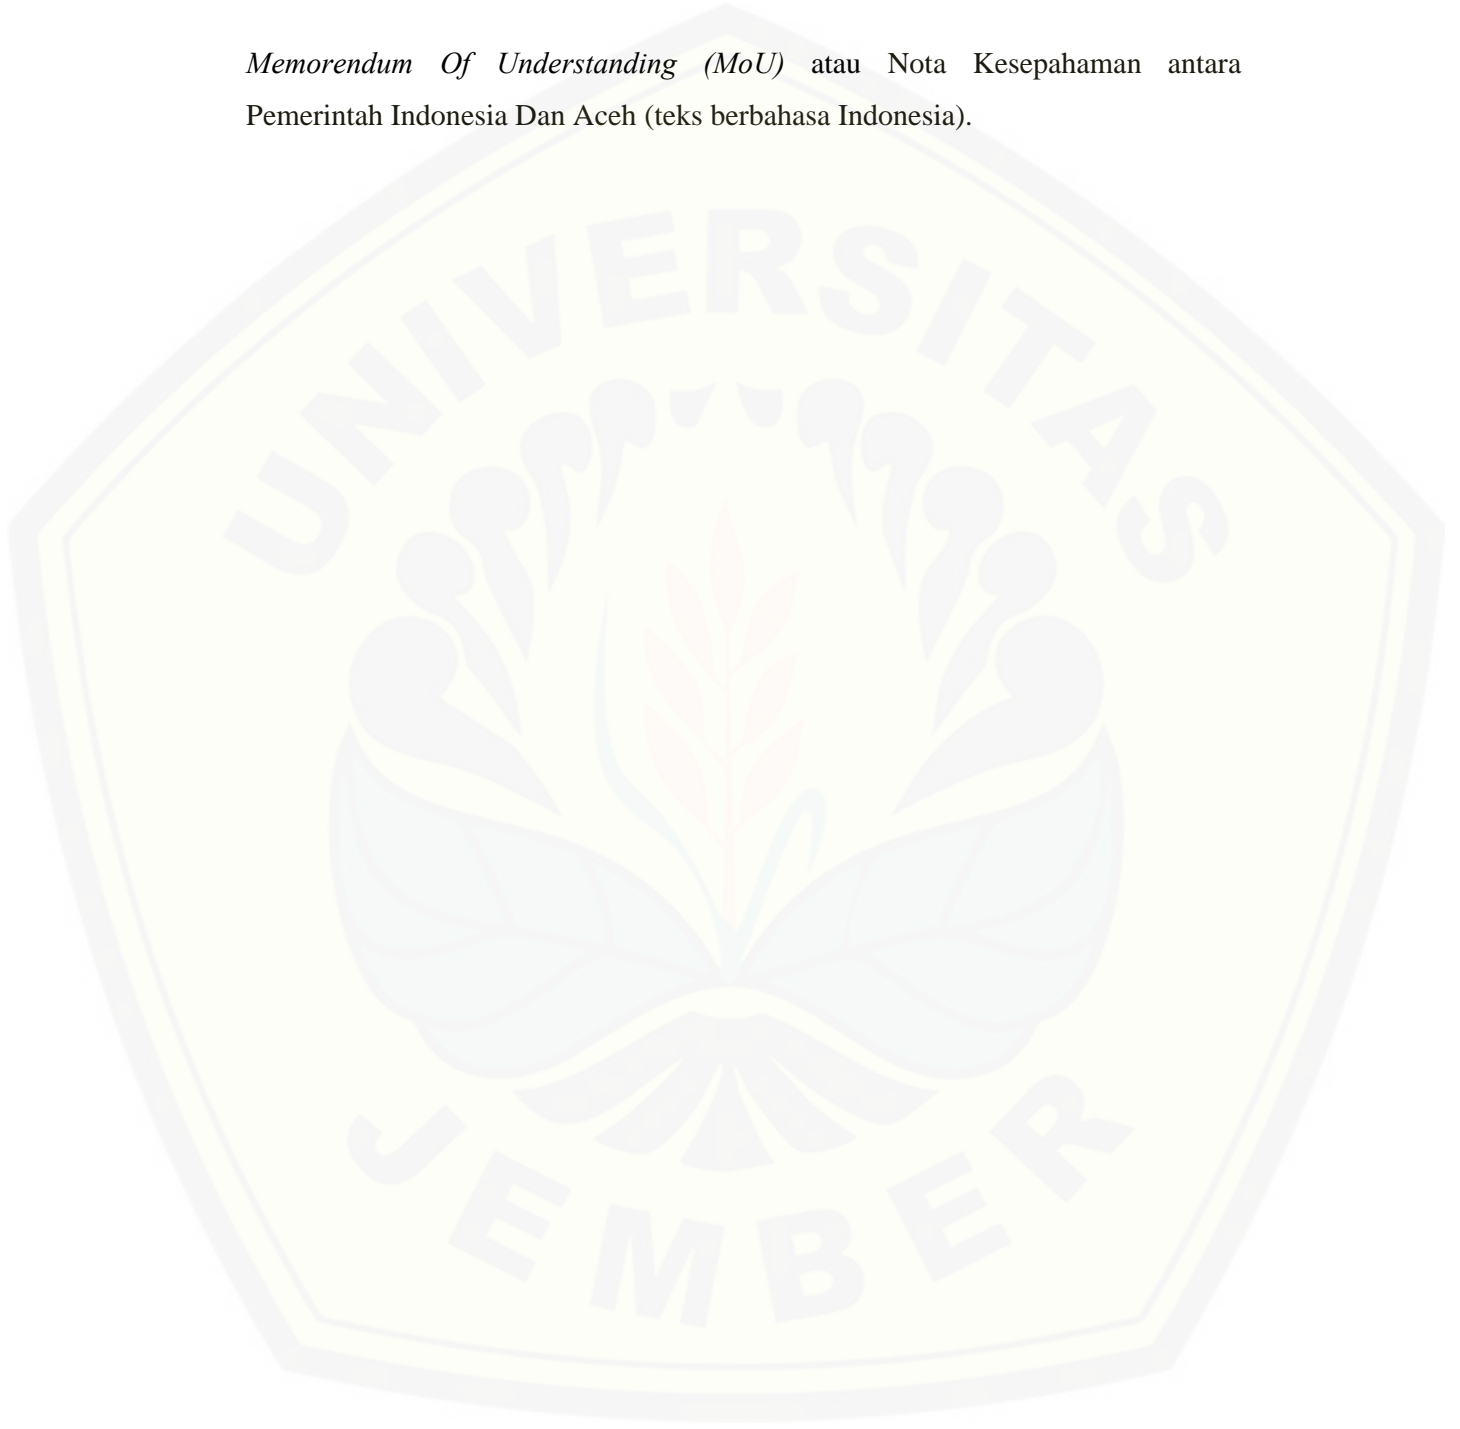 Memorendum Of Understanding (MoU) atau Nota Kesepahaman antara
Pemerintah Indonesia Dan Aceh (teks berbahasa Indonesia).
UNIVERSITAS
JEMBER